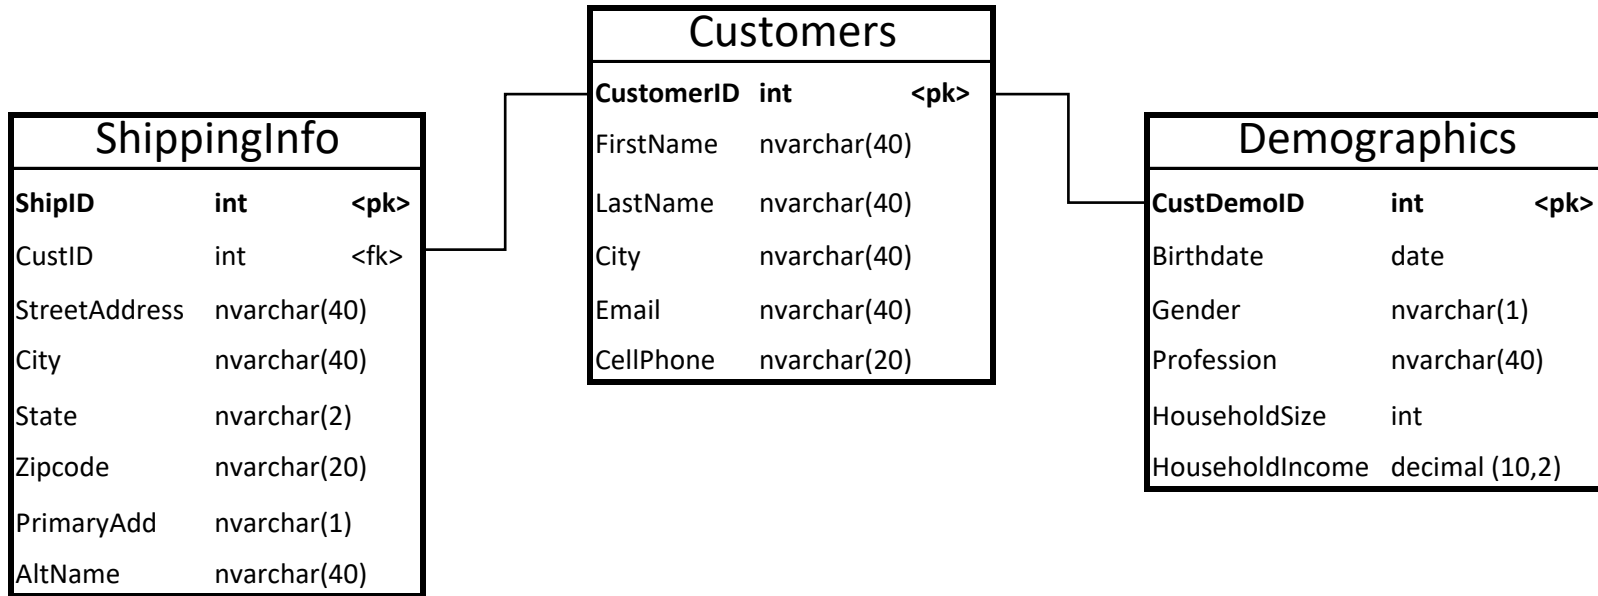 Customers
CustomerID int <pk>
FirstName nvarchar(40)
LastName nvarchar(40)
City nvarchar(40)
Email nvarchar(40)
CellPhone nvarchar(20)
ShippingInfo
ShipID int <pk>
CustID int <fk>
StreetAddress nvarchar(40)
City nvarchar(40)
State nvarchar(2)
Zipcode nvarchar(20)
PrimaryAdd nvarchar(1)
AltName nvarchar(40)
Demographics
CustDemoID int <pk>
Birthdate date
Gender nvarchar(1)
Profession nvarchar(40)
HouseholdSize int
HouseholdIncome decimal (10,2)